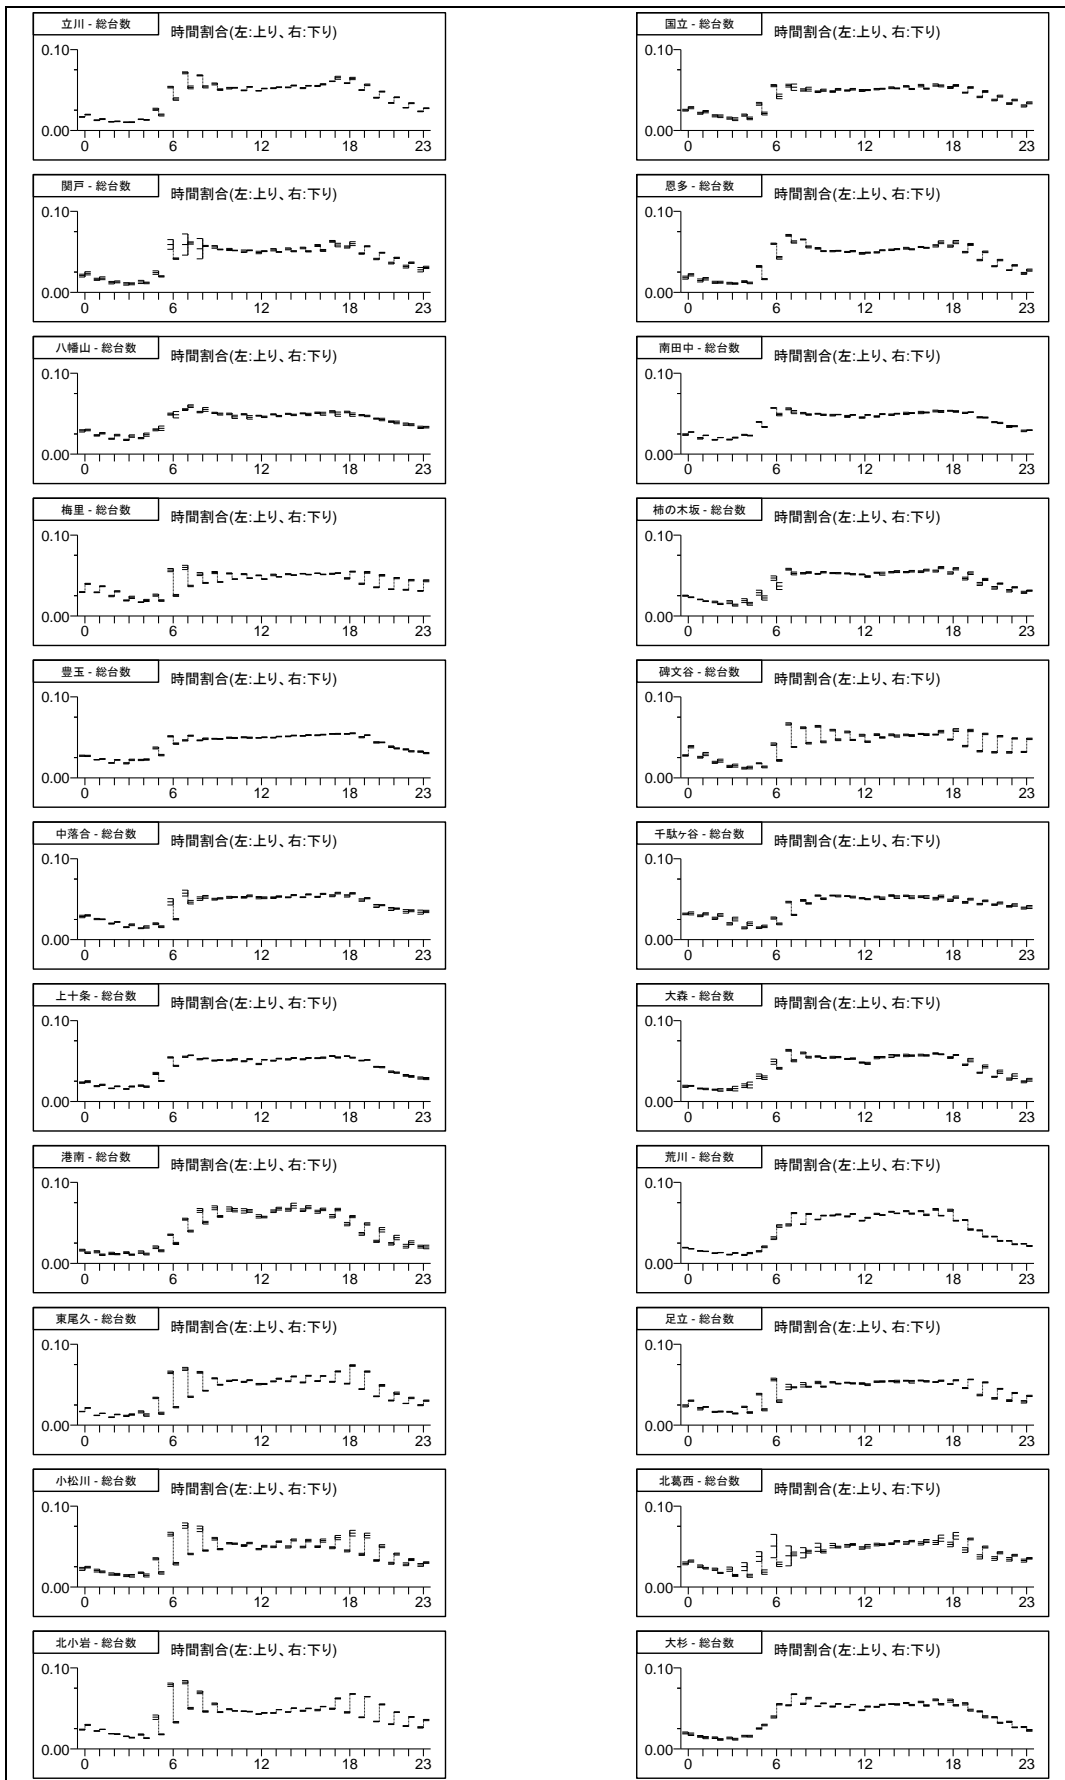 立川 - 総台数
時間割合(左:上り、右:下り)
0.10
0.00
0 6 12 18 23
国立 - 総台数
時間割合(左:上り、右:下り)
0.10
0.00
0 6 12 18 23
関戸 - 総台数
時間割合(左:上り、右:下り)
0.10
0.00
0 6 12 18 23
恩多 - 総台数
時間割合(左:上り、右:下り)
0.10
0.00
0 6 12 18 23
八幡山 - 総台数
時間割合(左:上り、右:下り)
0.10
0.00
0 6 12 18 23
南田中 - 総台数
時間割合(左:上り、右:下り)
0.10
0.00
0 6 12 18 23
梅里 - 総台数
時間割合(左:上り、右:下り)
0.10
0.00
0 6 12 18 23
柿の木坂 - 総台数
時間割合(左:上り、右:下り)
0.10
0.00
0 6 12 18 23
豊玉 - 総台数
時間割合(左:上り、右:下り)
0.10
0.00
0 6 12 18 23
碑文谷 - 総台数
時間割合(左:上り、右:下り)
0.10
0.00
0 6 12 18 23
中落合 - 総台数
時間割合(左:上り、右:下り)
0.10
0.00
0 6 12 18 23
千駄ヶ谷 - 総台数
時間割合(左:上り、右:下り)
0.10
0.00
0 6 12 18 23
上十条 - 総台数
時間割合(左:上り、右:下り)
0.10
0.00
0 6 12 18 23
大森 - 総台数
時間割合(左:上り、右:下り)
0.10
0.00
0 6 12 18 23
港南 - 総台数
時間割合(左:上り、右:下り)
0.10
0.00
0 6 12 18 23
荒川 - 総台数
時間割合(左:上り、右:下り)
0.10
0.00
0 6 12 18 23
東尾久 - 総台数
時間割合(左:上り、右:下り)
0.10
0.00
0 6 12 18 23
足立 - 総台数
時間割合(左:上り、右:下り)
0.10
0.00
0 6 12 18 23
小松川 - 総台数
時間割合(左:上り、右:下り)
0.10
0.00
0 6 12 18 23
北葛西 - 総台数
時間割合(左:上り、右:下り)
0.10
0.00
0 6 12 18 23
北小岩 - 総台数
時間割合(左:上り、右:下り)
0.10
0.00
0 6 12 18 23
大杉 - 総台数
時間割合(左:上り、右:下り)
0.10
0.00
0 6 12 18 23